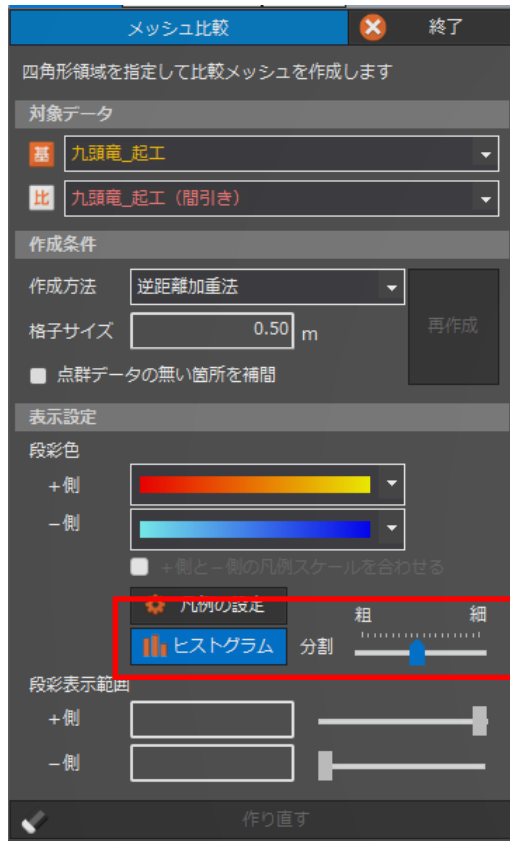 メッシュ比較
終了
四角形領域を指定して比較メッシュを作成します
対象データ
基 九頭竜_起工
比 九頭竜_起工（間引き）
作成条件
作成方法 逆距離加重法
格子サイズ 0.50 m
再作成
点群データの無い箇所を補間
表示設定
段彩色
+側
-側
+側と-側の凡例スケールを合わせる
凡例の設定
粗 細
ヒストグラム 分割
段彩表示範囲
+側
-側
作り直す